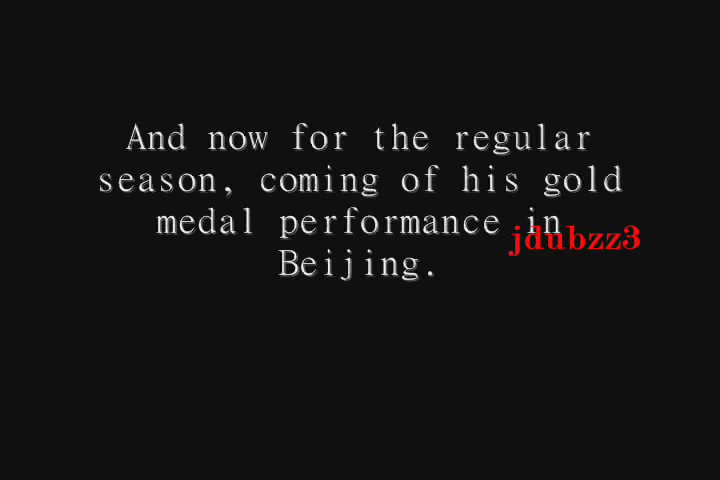 And now for the regular
season, coming of his gold
medal performance in
jdubzz3
Beijing.